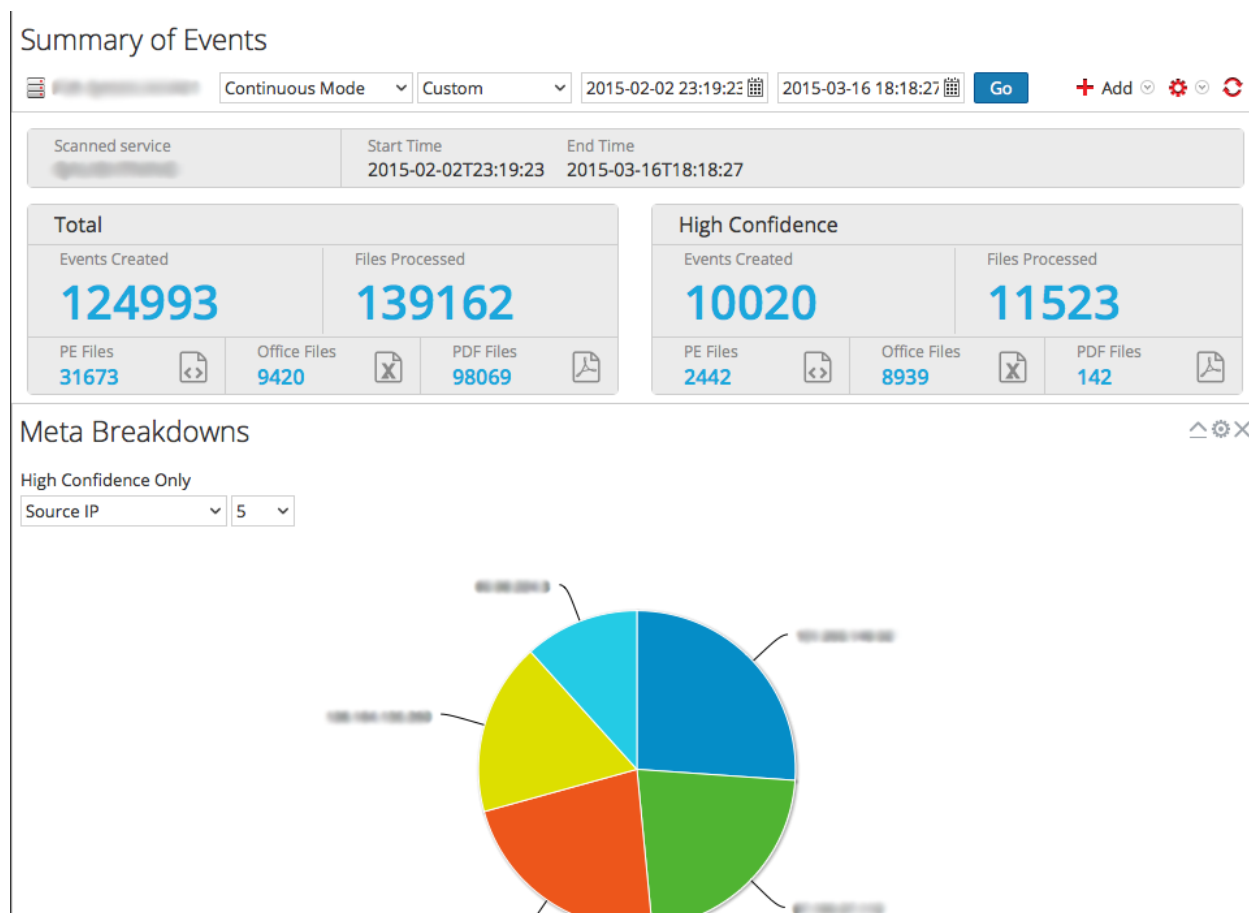 Summary of Events
Continuous Mode Custom 2015-02-02 23:19:23 2015-03-16 18:18:27 Go Add
Scanned service Start Time End Time
2015-02-02T23:19:23 2015-03-16T18:18:27
Total High Confidence
Events Created Files Processed Events Created Files Processed
124993 139162 10020 11523
PE Files Office Files PDF Files PE Files Office Files PDF Files
31673 9420 98069 2442 8939 142
Meta Breakdowns
High Confidence Only
Source IP 5